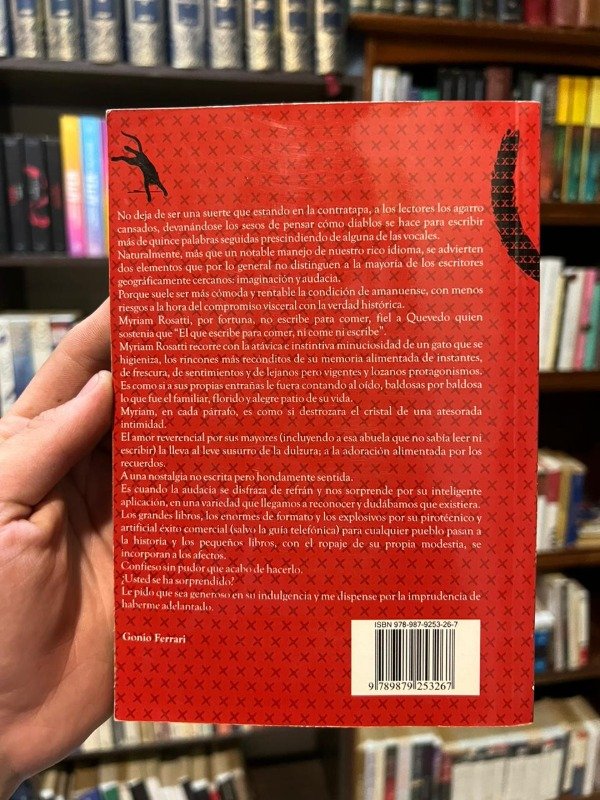 No deja de ser una suerte que estando en la contratapa, a los lectores los agarro
cansados, devanándose los sesos de pensar cómo diablos se hace para escribir
más de quince palabras seguidas prescindiendo de alguna de las vocales.
Naturalmente, más que un notable manejo de nuestro rico idioma, se advierten
dos elementos que por lo general no distinguen a la mayoría de los escritores
geográficamente cercanos: imaginación y audacia.
Porque suele ser más cómoda y rentable la condición de amanuense, con menos
riesgos a la hora del compromiso visceral con la verdad histórica.
Myriam Rosatti, por fortuna, no escribe para comer, fiel a Quevedo quien
sostenía que "El que escribe para comer, ni come ni escribe".
Myriam Rosatti recorre con la atávica e instintiva minuciosidad de un gato que se
higieniza, los rincones más recónditos de su memoria alimentada de instantes,
de frescura, de sentimientos y de lejanos pero vigentes y lozanos protagonismos.
Es como si a sus propias entrañas le fuera contando al oído, baldosas por baldosa
lo que fue el familiar, florido y alegre patio de su vida.
Myriam, en cada párrafo, es como si destrozara el cristal de una atesorada
intimidad.
El amor reverencial por sus mayores (incluyendo a esa abuela que no sabía leer ni
escribir) la lleva al leve susurro de la dulzura; a la adoración alimentada por los
recuerdos.
A una nostalgia no escrita pero hondamente sentida.
Es cuando la audacia se disfraza de refrán y nos sorprende por su inteligente
aplicación, en una variedad que llegamos a reconocer y dudábamos que existiera.
Los grandes libros, los enormes de formato y los explosivos por su pirotécnico y
artificial éxito comercial (salvo la guía telefónica) para cualquier pueblo pasan a
la historia y los pequeños libros, con el ropaje de su propia modestia, se
incorporan a los afectos.
Confieso sin pudor que acabo de hacerlo.
¿Usted se ha sorprendido?
Le pido que sea generoso en su indulgencia y me dispense por la imprudencia de
haberme adelantado.
Gonio Ferrari
ISBN 978-987-9253-26-7
9 789879 253267